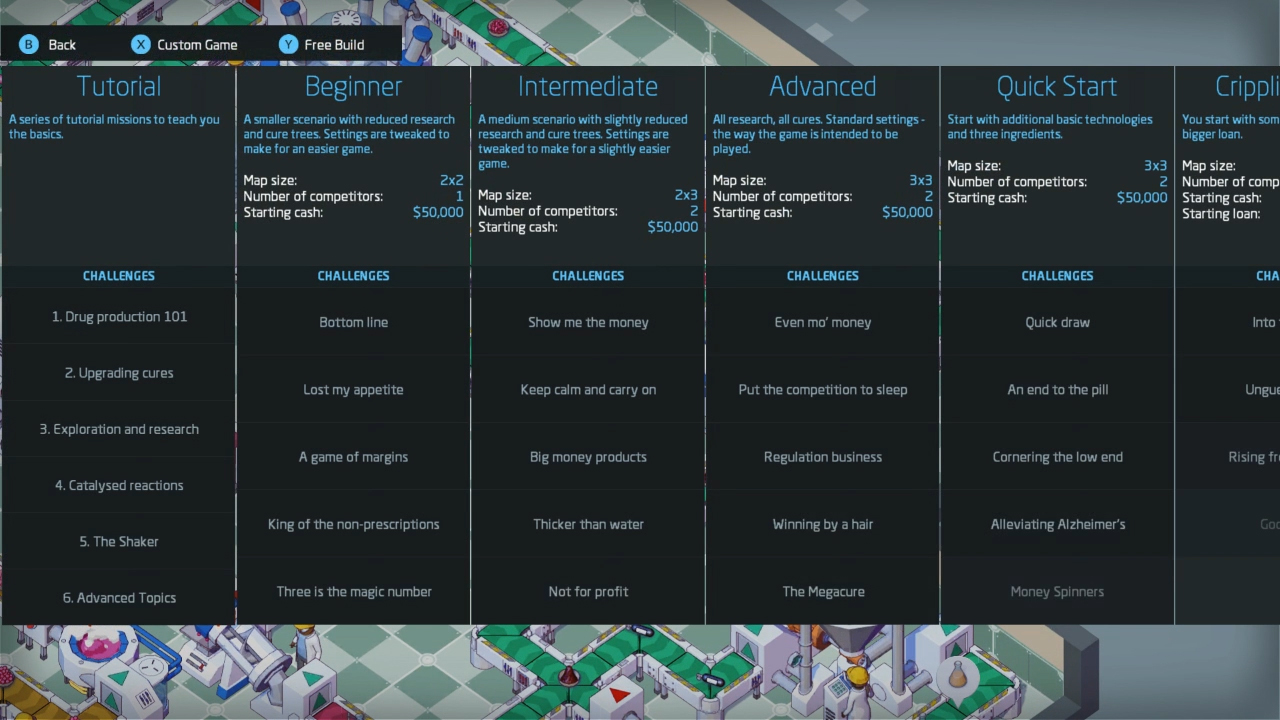 B Back X Custom Game Y Free Build
Tutorial
A series of tutorial missions to teach you
the basics.
CHALLENGES
1. Drug production 101
2. Upgrading cures
3. Exploration and research
4. Catalysed reactions
5. The Shaker
6. Advanced Topics
Beginner
A smaller scenario with reduced research
and cure trees. Settings are tweaked to
make for an easier game.
Map size: 2x2
Number of competitors: 1
Starting cash: $50,000
CHALLENGES
Bottom line
Lost my appetite
A game of margins
King of the non-prescriptions
Three is the magic number
Intermediate
A medium scenario with slightly reduced
research and cure trees. Settings are
tweaked to make for a slightly easier
game.
Map size: 2x3
Number of competitors: 2
Starting cash: $50,000
CHALLENGES
Show me the money
Keep calm and carry on
Big money products
Thicker than water
Not for profit
Advanced
All research, all cures. Standard settings -
the way the game is intended to be
played.
Map size: 3x3
Number of competitors: 2
Starting cash: $50,000
CHALLENGES
Even mo' money
Put the competition to sleep
Regulation business
Winning by a hair
The Megacure
Quick Start
Start with additional basic technologies
and three ingredients.
Map size: 3x3
Number of competitors: 2
Starting cash: $50,000
CHALLENGES
Quick draw
An end to the pill
Cornering the low end
Alleviating Alzheimer's
Money Spinners
Crippli
You start with som
bigger loan.
Map size:
Number of comp
Starting cash:
Starting loan:
CHA
Into
Ungue
Rising fr